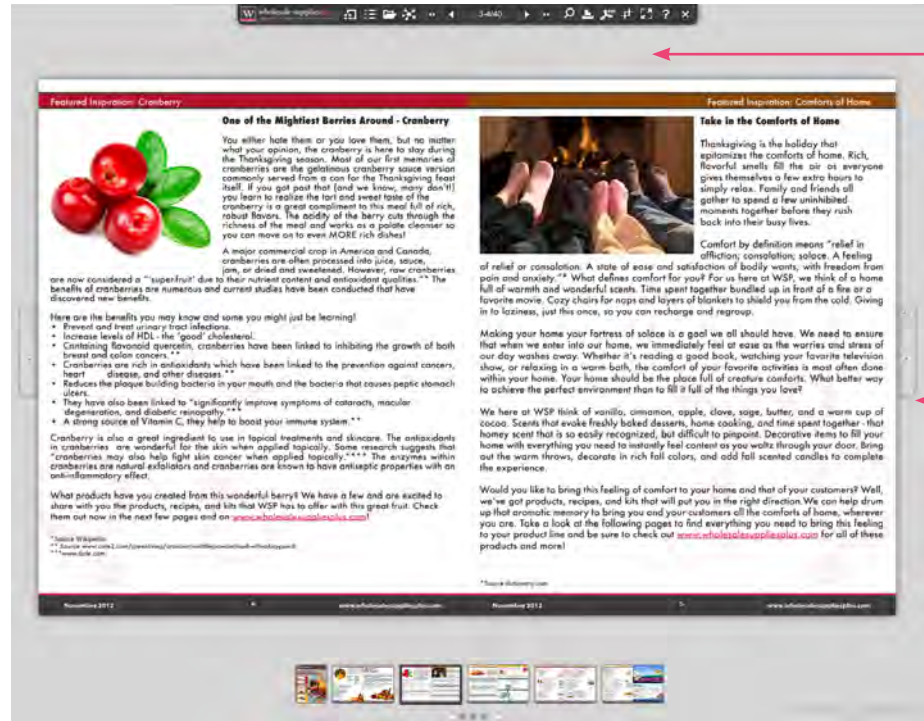 W wholesale supplies
3-4/40
Featured Inspiration: Cranberry
One of the Mightiest Berries Around - Cranberry
You either hate them or you love them, but no matter
what your opinion, the cranberry is here to stay during
the Thanksgiving season. Most of our first memories of
cranberries are the gelatinous cranberry sauce version
commonly served from a can for the Thanksgiving feast
itself. If you got past that (and we know, many don't!)
you learn to realize the tart and sweet taste of the
cranberry is a great compliment to this meal full of rich,
robust flavors. The acidity of the berry cuts through the
richness of the meal and works as a palate cleanser so
you can move on to even MORE rich dishes!
A major commercial crop in America and Canada,
cranberries are often processed into juice, sauce,
jam, or dried and sweetened. However, raw cranberries
are now considered a "'superfruit' due to their nutrient content and antioxidant qualities."* The
benefits of cranberries are numerous and current studies have been conducted that have
discovered new benefits.
Here are the benefits you may know and some you might just be learning!
• Prevent and treat urinary tract infections.
• Increase levels of HDL - the 'good' cholesterol.
• Containing flavonoid quercetin, cranberries have been linked to inhibiting the growth of both
breast and colon cancers.**
• Cranberries are rich in antioxidants which have been linked to the prevention against cancers,
heart disease, and other diseases.**
• Reduces the plaque building bacteria in your mouth and the bacteria that causes peptic stomach
ulcers.
• They have also been linked to "significantly improve symptoms of cataracts, macular
degeneration, and diabetic reinopathy."**
• A strong source of Vitamin C, they help to boost your immune system.**
Cranberry is also a great ingredient to use in topical treatments and skincare. The antioxidants
in cranberries are wonderful for the skin when applied topically. Some research suggests that
"cranberries may also help fight skin cancer when applied topically."*** The enzymes within
cranberries are natural exfoliators and cranberries are known to have antiseptic properties with an
anti-inflammatory effect.
What products have you created from this wonderful berry? We have a few and are excited to
share with you the products, recipes, and kits that WSP has to offer with this great fruit. Check
them out now in the next few pages and on www.wholesalesuppliesplus.com!
*Source Wikipedia
November 2012
www.wholesalesuppliesplus.com
Featured Inspiration: Comforts of Home
Take in the Comforts of Home
Thanksgiving is the holiday that
epitomizes the comforts of home. Rich,
flavorful smells fill the air as everyone
gives themselves a few extra hours to
simply relax. Family and friends all
gather to spend a few uninhibited
moments together before they rush
back into their busy lives.
Comfort by definition means "relief in
affliction; consolation; solace. A feeling
of relief or consolation. A state of ease and satisfaction of bodily wants, with freedom from
pain and anxiety."* What defines comfort for you? For us here at WSP, we think of a home
full of warmth and wonderful scents. Time spent together bundled up in front of a fire or a
favorite movie. Cozy chairs for naps and layers of blankets to shield you from the cold. Giving
in to laziness, just this once, so you can recharge and regroup.
Making your home your fortress of solace is a goal we all should have. We need to ensure
that when we enter into our home, we immediately feel at ease as the worries and stress of
our day washes away. Whether it's reading a good book, watching your favorite television
show, or relaxing in a warm bath, the comfort of your favorite activities is most often done
within your home. Your home should be the place full of creature comforts. What better way
to achieve the perfect environment than to fill it full of the things you love?
We here at WSP think of vanilla, cinnamon, apple, clove, sage, butter, and a warm cup of
cocoa. Scents that evoke freshly baked desserts, home cooking, and time spent together - that
homey scent that is so easily recognized, but difficult to pinpoint. Decorative items to fill your
home with everything you need to instantly feel content as you waltz through your door. Bring
out the warm throws, decorate in rich fall colors, and add fall scented candles to complete
the experience.
Would you like to bring this feeling of comfort to your home and that of your customers? Well,
we've got products, recipes, and kits that will put you in the right direction.We can help drum
up that aromatic memory to bring you and your customers all the comforts of home, wherever
you are. Take a look at the following pages to find everything you need to bring this feeling
to your product line and be sure to check out www.wholesalesuppliesplus.com for all of these
products and more!
*Source dictionary.com
November 2012
www.wholesalesuppliesplus.com